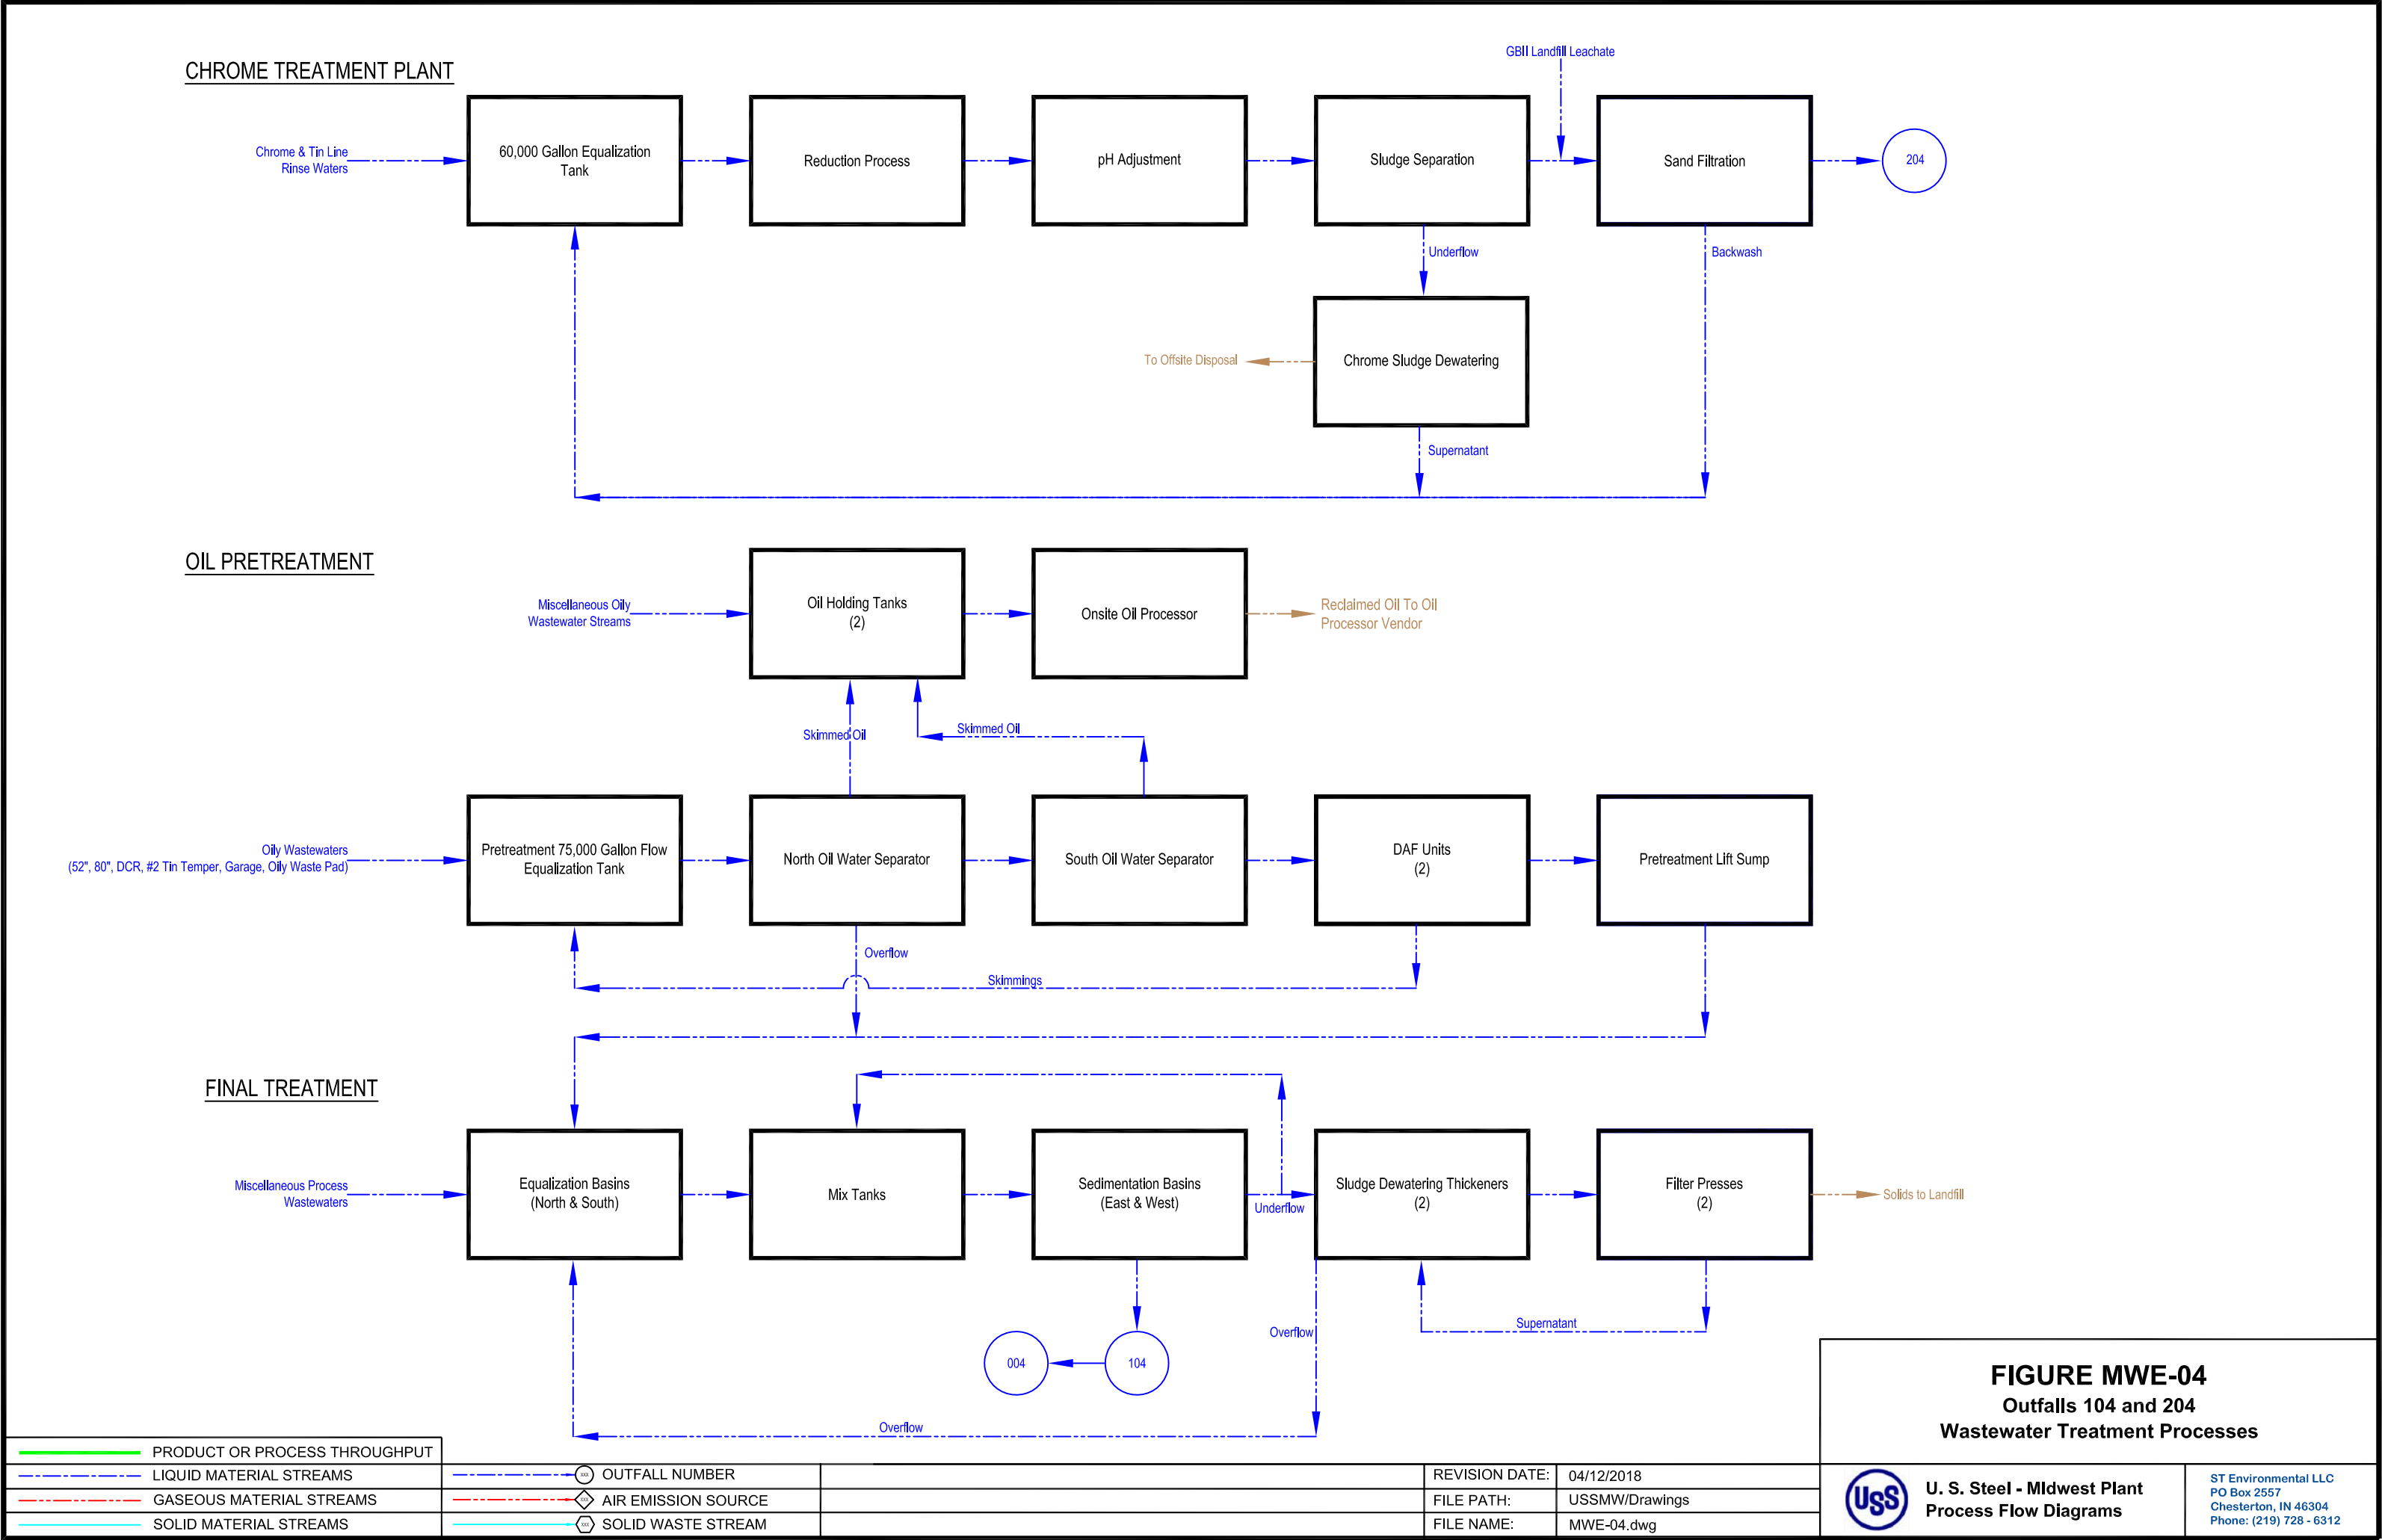 CHROME TREATMENT PLANT
GBII Landfill Leachate
Chrome & Tin Line
Rinse Waters
60,000 Gallon Equalization
Tank
Reduction Process
pH Adjustment
Sludge Separation
Sand Filtration
204
Underflow
Backwash
To Offsite Disposal
Chrome Sludge Dewatering
Supernatant
OIL PRETREATMENT
Miscellaneous Oily
Wastewater Streams
Oil Holding Tanks
(2)
Onsite Oil Processor
Reclaimed Oil To Oil
Processor Vendor
Skimmed Oil
Skimmed Oil
Oily Wastewaters
(52", 80", DCR, #2 Tin Temper, Garage, Oily Waste Pad)
Pretreatment 75,000 Gallon Flow
Equalization Tank
North Oil Water Separator
South Oil Water Separator
DAF Units
(2)
Pretreatment Lift Sump
Overflow
Skimmings
FINAL TREATMENT
Miscellaneous Process
Wastewaters
Equalization Basins
(North & South)
Mix Tanks
Sedimentation Basins
(East & West)
Underflow
Sludge Dewatering Thickeners
(2)
Filter Presses
(2)
Solids to Landfill
Overflow
Supernatant
004
104
Overflow
FIGURE MWE-04
Outfalls 104 and 204
Wastewater Treatment Processes
PRODUCT OR PROCESS THROUGHPUT
LIQUID MATERIAL STREAMS
GASEOUS MATERIAL STREAMS
SOLID MATERIAL STREAMS
XXX OUTFALL NUMBER
XXX AIR EMISSION SOURCE
XXX SOLID WASTE STREAM
REVISION DATE: 04/12/2018
FILE PATH: USSMW/Drawings
FILE NAME: MWE-04.dwg
USS
U. S. Steel - MIdwest Plant
Process Flow Diagrams
ST Environmental LLC
PO Box 2557
Chesterton, IN 46304
Phone: (219) 728 - 6312